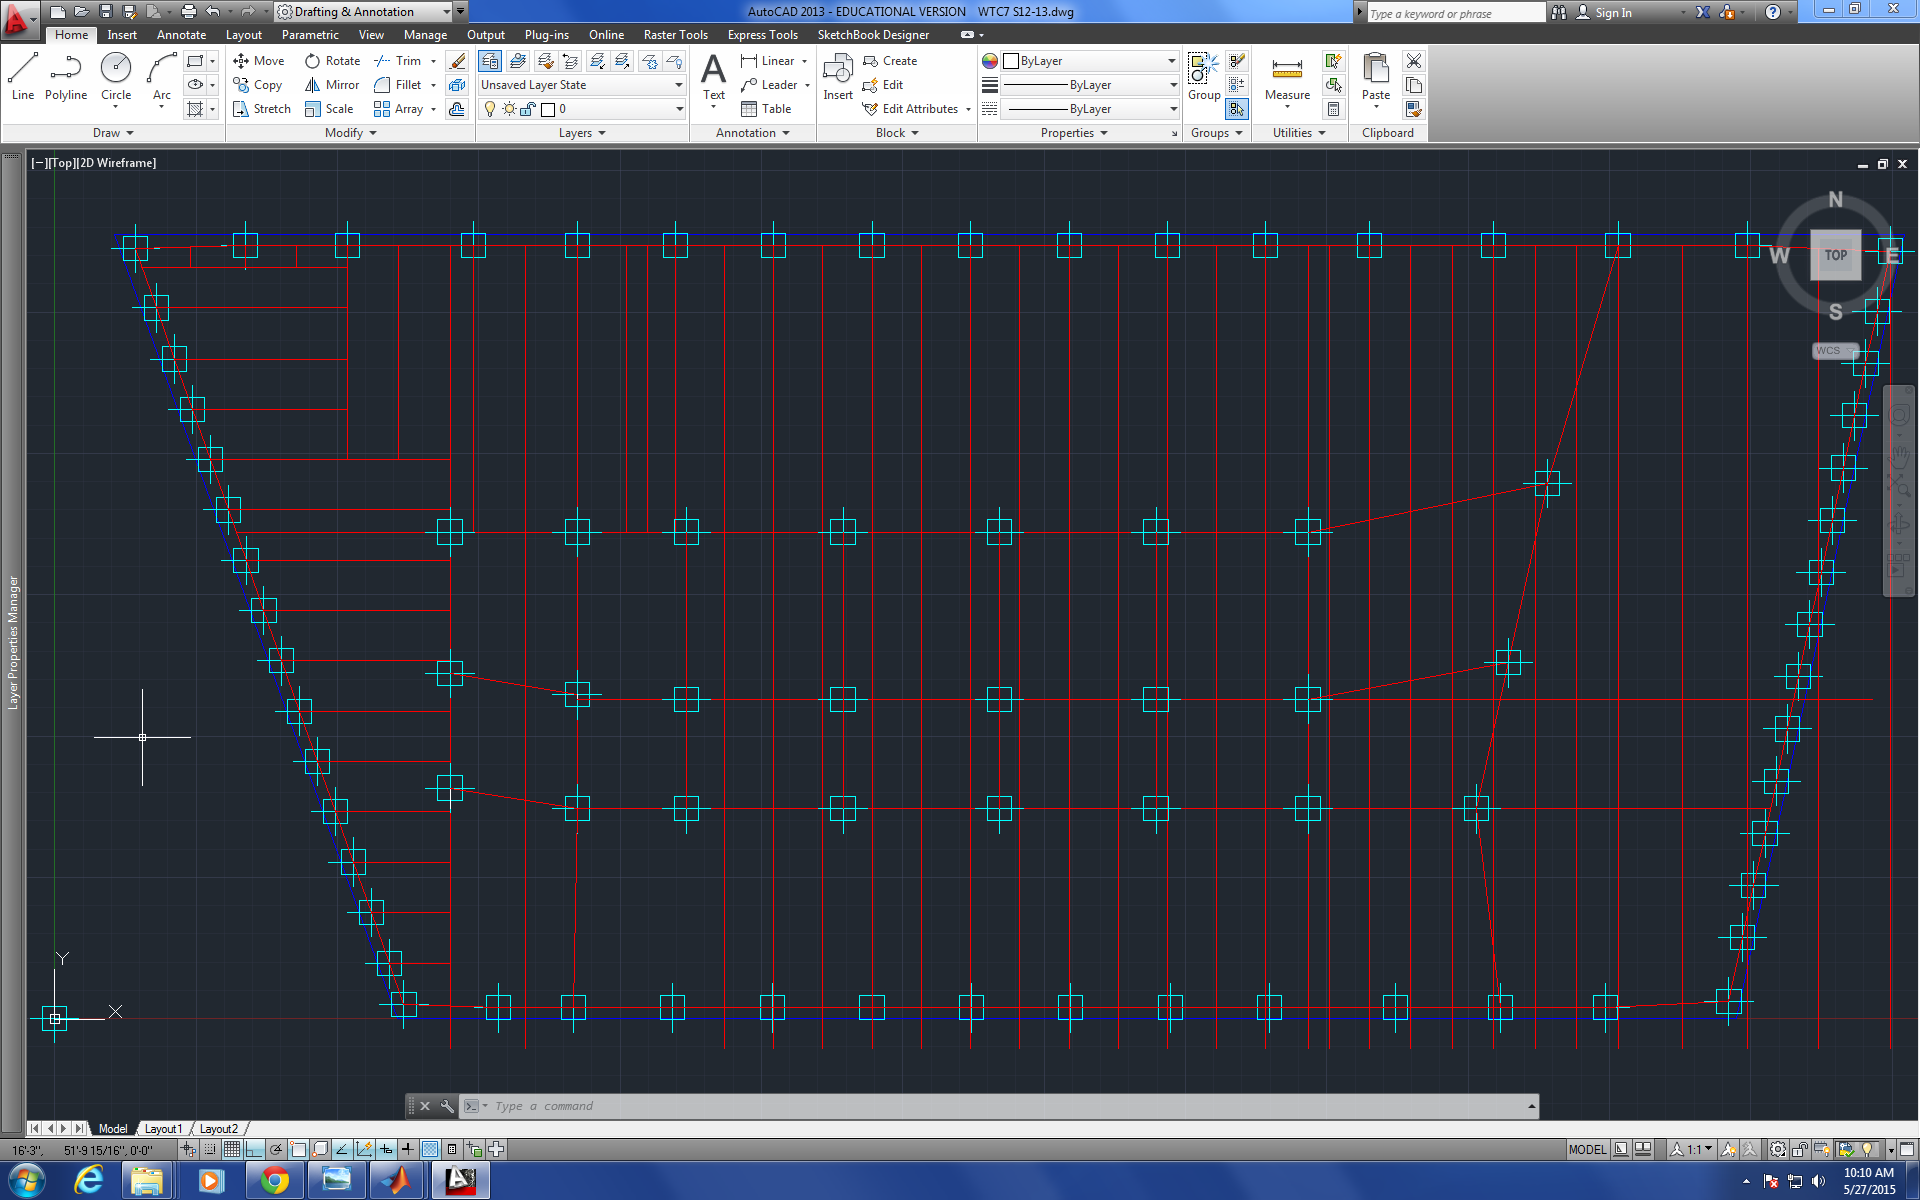 Drafting & Annotation
AutoCAD 2013 - EDUCATIONAL VERSION WTC7 S12-13.dwg
Type a keyword or phrase
Sign In
Home Insert Annotate Layout Parametric View Manage Output Plug-ins Online Raster Tools Express Tools SketchBook Designer
Line Polyline Circle Arc
Move Rotate Trim
Copy Mirror Fillet
Stretch Scale Array
Unsaved Layer State
0
Text
Linear
Leader
Table
Insert
Create
Edit
Edit Attributes
ByLayer
ByLayer
ByLayer
Group
Measure
Paste
Draw Modify Layers Annotation Block Properties Groups Utilities Clipboard
[−][Top][2D Wireframe]
N
W TOP E
S
WCS
Layer Properties Manager
Y
X
Type a command
Model Layout1 Layout2
16'-3", 51'-9 15/16", 0'-0"
MODEL
1:1
10:10 AM
5/27/2015